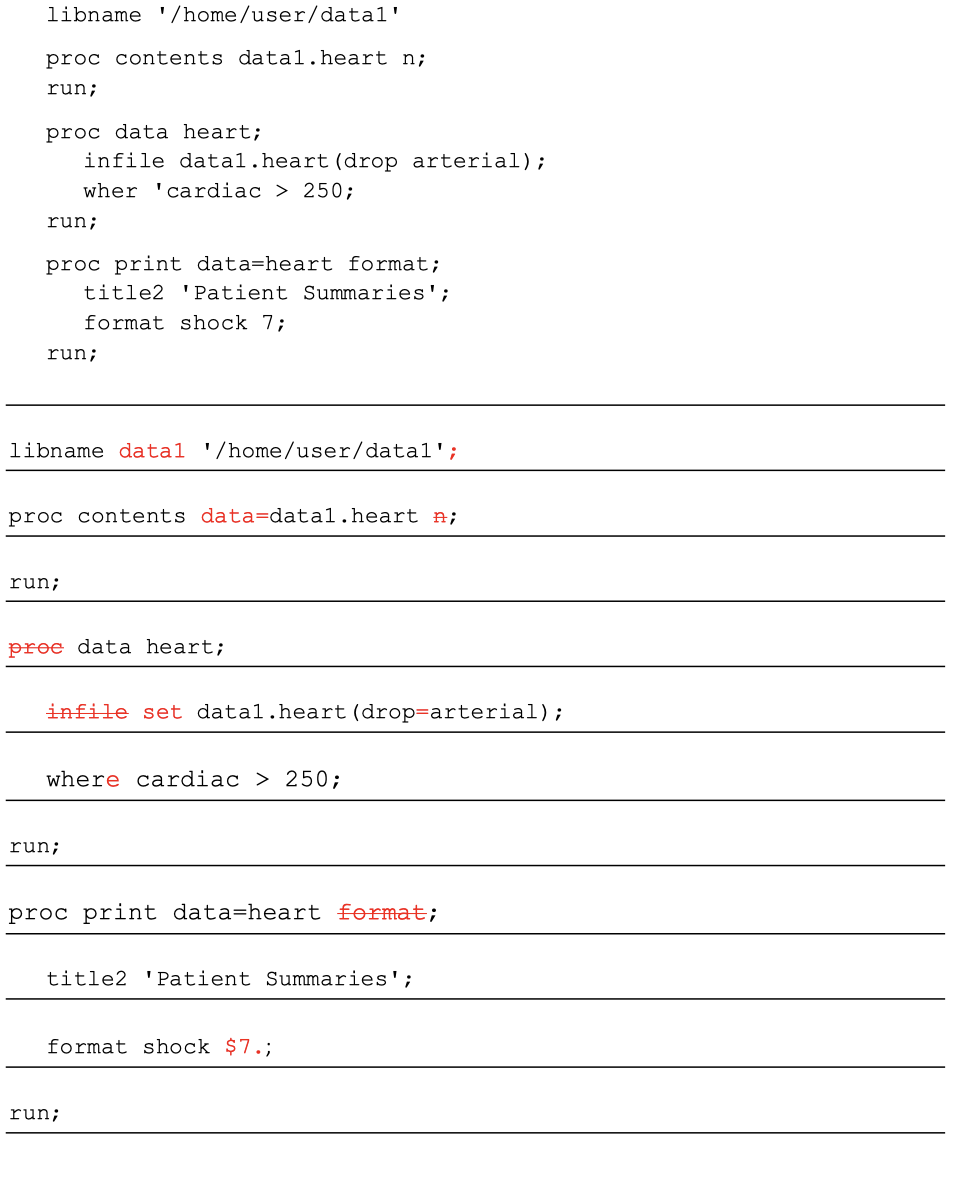 libname '/home/user/data1'
proc contents data1.heart n;
run;
proc data heart;
infile data1.heart(drop arterial);
wher 'cardiac > 250;
run;
proc print data=heart format;
title2 'Patient Summaries';
format shock 7;
run;
libname data1 '/home/user/data1';
proc contents data=data1.heart n;
run;
proc data heart;
infile set data1.heart(drop=arterial);
where cardiac > 250;
run;
proc print data=heart format;
title2 'Patient Summaries';
format shock $7.;
run;